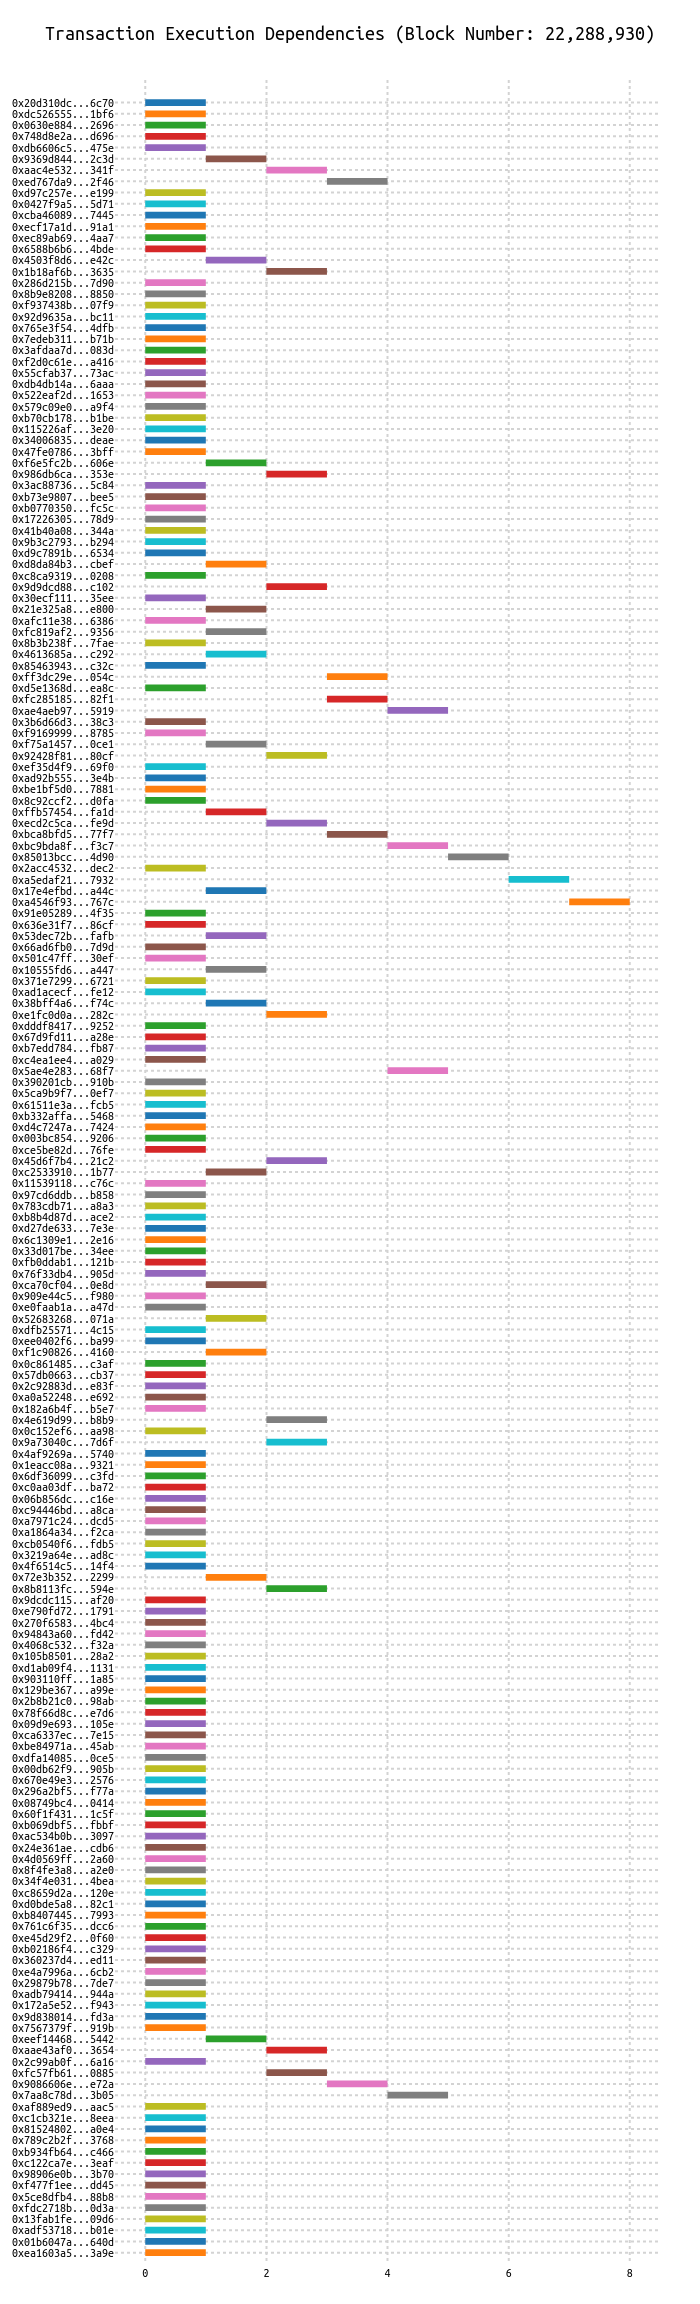 Transaction Execution Dependencies (Block Number: 22,288,930)
0x20d310dc...6c70
0xdc526555...1bf6
0x0630e884...2696
0x748d8e2a...d696
0xdb6606c5...475e
0x9369d844...2c3d
0xaac4e532...341f
0xed767da9...2f46
0xd97c257e...e199
0x0427f9a5...5d71
0xcba46089...7445
0xecf17a1d...91a1
0xec89ab69...4aa7
0x6588b6b6...4bde
0x4503f8d6...e42c
0x1b18af6b...3635
0x286d215b...7d90
0x8b9e8208...8850
0xf937438b...07f9
0x92d9635a...bc11
0x765e3f54...4dfb
0x7edeb311...b71b
0x3afdaa7d...083d
0xf2d0c61e...a416
0x55cfab37...73ac
0xdb4db14a...6aaa
0x522eaf2d...1653
0x579c09e0...a9f4
0xb70cb178...b1be
0x115226af...3e20
0x34006835...deae
0x47fe0786...3bff
0xf6e5fc2b...606e
0x986db6ca...353e
0x3ac88736...5c84
0xb73e9807...bee5
0xb0770350...fc5c
0x17226305...78d9
0x41b40a08...344a
0x9b3c2793...b294
0xd9c7891b...6534
0xd8da84b3...cbef
0xc8ca9319...0208
0x9d9dcd88...c102
0x30ecf111...35ee
0x21e325a8...e800
0xafc11e38...6386
0xfc819af2...9356
0x8b3b238f...7fae
0x4613685a...c292
0x85463943...c32c
0xff3dc29e...054c
0xd5e1368d...ea8c
0xfc285185...82f1
0xae4aeb97...5919
0x3b6d66d3...38c3
0xf9169999...8785
0xf75a1457...0ce1
0x92428f81...80cf
0xef35d4f9...69f0
0xad92b555...3e4b
0xbe1bf5d0...7881
0x8c92ccf2...d0fa
0xffb57454...fa1d
0xecd2c5ca...fe9d
0xbca8bfd5...77f7
0xbc9bda8f...f3c7
0x85013bcc...4d90
0x2acc4532...dec2
0xa5edaf21...7932
0x17e4efbd...a44c
0xa4546f93...767c
0x91e05289...4f35
0x636e31f7...86cf
0x53dec72b...fafb
0x66ad6fb0...7d9d
0x501c47ff...30ef
0x10555fd6...a447
0x371e7299...6721
0xad1acecf...fe12
0x38bff4a6...f74c
0xe1fc0d0a...282c
0xdddf8417...9252
0x67d9fd11...a28e
0xb7edd784...fb87
0xc4ea1ee4...a029
0x5ae4e283...68f7
0x390201cb...910b
0x5ca9b9f7...0ef7
0x61511e3a...fcb5
0xb332affa...5468
0xd4c7247a...7424
0x003bc854...9206
0xce5be82d...76fe
0x45d6f7b4...21c2
0xc2533910...1b77
0x11539118...c76c
0x97cd6ddb...b858
0x783cdb71...a8a3
0xb8b4d87d...ace2
0xd27de633...7e3e
0x6c1309e1...2e16
0x33d017be...34ee
0xfb0ddab1...121b
0x76f33db4...905d
0xca70cf04...0e8d
0x909e44c5...f980
0xe0faab1a...a47d
0x52683268...071a
0xdfb25571...4c15
0xee0402f6...ba99
0xf1c90826...4160
0x0c861485...c3af
0x57db0663...cb37
0x2c92883d...e83f
0xa0a52248...e692
0x182a6b4f...b5e7
0x4e619d99...b8b9
0x0c152ef6...aa98
0x9a73040c...7d6f
0x4af9269a...5740
0x1eacc08a...9321
0x6df36099...c3fd
0xc0aa03df...ba72
0x06b856dc...c16e
0xc94446bd...a8ca
0xa7971c24...dcd5
0xa1864a34...f2ca
0xcb0540f6...fdb5
0x3219a64e...ad8c
0x4f6514c5...14f4
0x72e3b352...2299
0x8b8113fc...594e
0x9dcdc115...af20
0xe790fd72...1791
0x270f6583...4bc4
0x94843a60...fd42
0x4068c532...f32a
0x105b8501...28a2
0xd1ab09f4...1131
0x903110ff...1a85
0x129be367...a99e
0x2b8b21c0...98ab
0x78f66d8c...e7d6
0x09d9e693...105e
0xca6337ec...7e15
0xbe84971a...45ab
0xdfa14085...0ce5
0x00db62f9...905b
0x670e49e3...2576
0x296a2bf5...f77a
0x08749bc4...0414
0x60f1f431...1c5f
0xb069dbf5...fbbf
0xac534b0b...3097
0x24e361ae...cdb6
0x4d0569ff...2a60
0x8f4fe3a8...a2e0
0x34f4e031...4bea
0xc8659d2a...120e
0xd0bde5a8...82c1
0xb8407445...7993
0x761c6f35...dcc6
0xe45d29f2...0f60
0xb02186f4...c329
0x360237d4...ed11
0xe4a7996a...6cb2
0x29879b78...7de7
0xadb79414...944a
0x172a5e52...f943
0x9d838014...fd3a
0x7567379f...919b
0xeef14468...5442
0xaae43af0...3654
0x2c99ab0f...6a16
0xfc57fb61...0885
0x9086606e...e72a
0x7aa8c78d...3b05
0xaf889ed9...aac5
0xc1cb321e...8eea
0x81524802...a0e4
0x789c2b2f...3768
0xb934fb64...c466
0xc122ca7e...3eaf
0x98906e0b...3b70
0xf477f1ee...dd45
0x5ce8dfb4...88b8
0xfdc2718b...0d3a
0x13fab1fe...09d6
0xadf53718...b01e
0x01b6047a...640d
0xea1603a5...3a9e
0 2 4 6 8